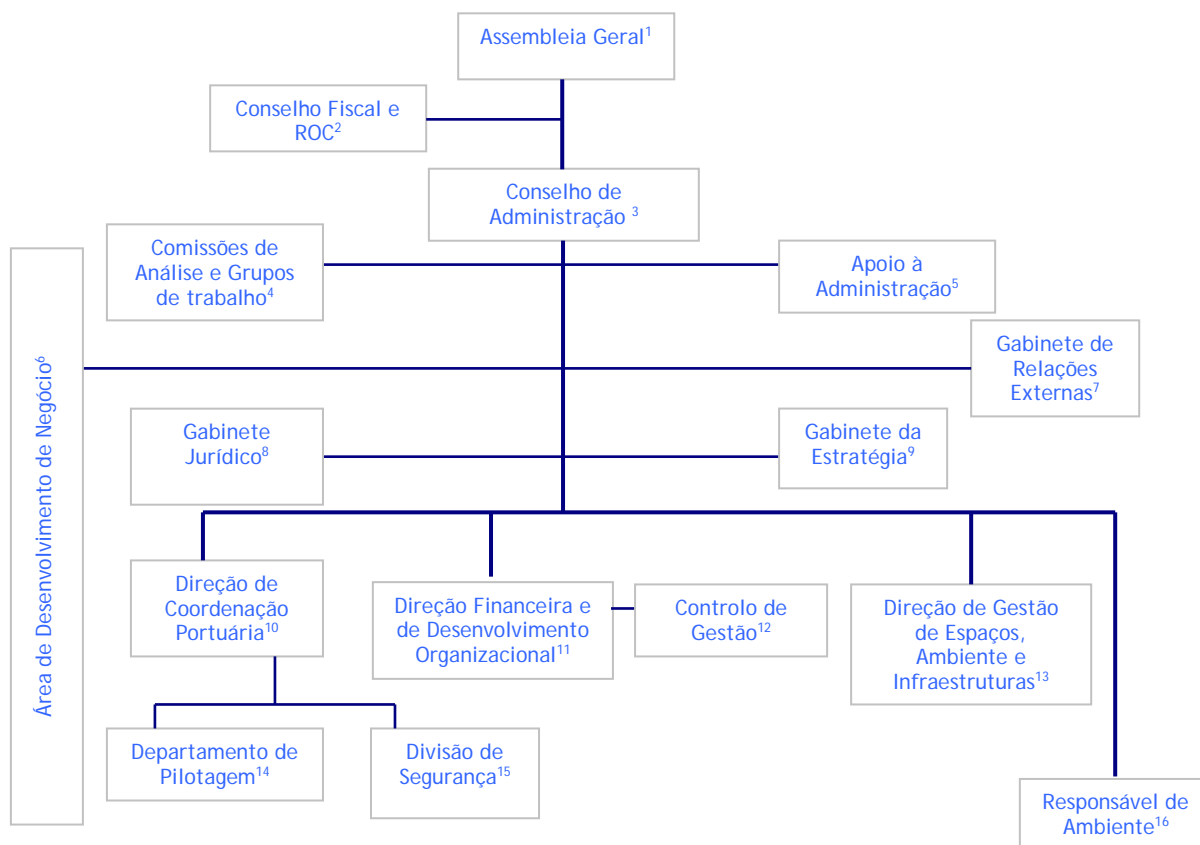 Assembleia Geral¹
Conselho Fiscal e
ROC²
Conselho de
Administração ³
Comissões de
Análise e Grupos
de trabalho⁴
Apoio à
Administração⁵
Área de Desenvolvimento de Negócio⁶
Gabinete de
Relações
Externas⁷
Gabinete
Jurídico⁸
Gabinete da
Estratégia⁹
Direção de
Coordenação
Portuária¹⁰
Direção Financeira e
de Desenvolvimento
Organizacional¹¹
Controlo de
Gestão¹²
Direção de Gestão
de Espaços,
Ambiente e
Infraestruturas¹³
Departamento de
Pilotagem¹⁴
Divisão de
Segurança¹⁵
Responsável de
Ambiente¹⁶